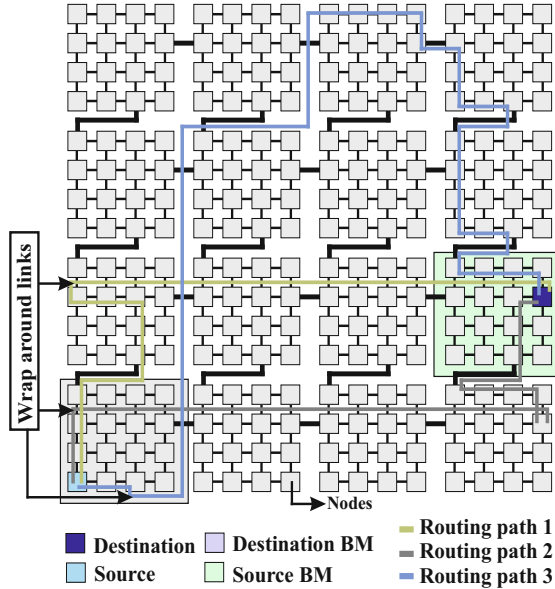 Wrap around links
Nodes
Destination
Destination BM
Routing path 1
Source
Source BM
Routing path 2
Routing path 3